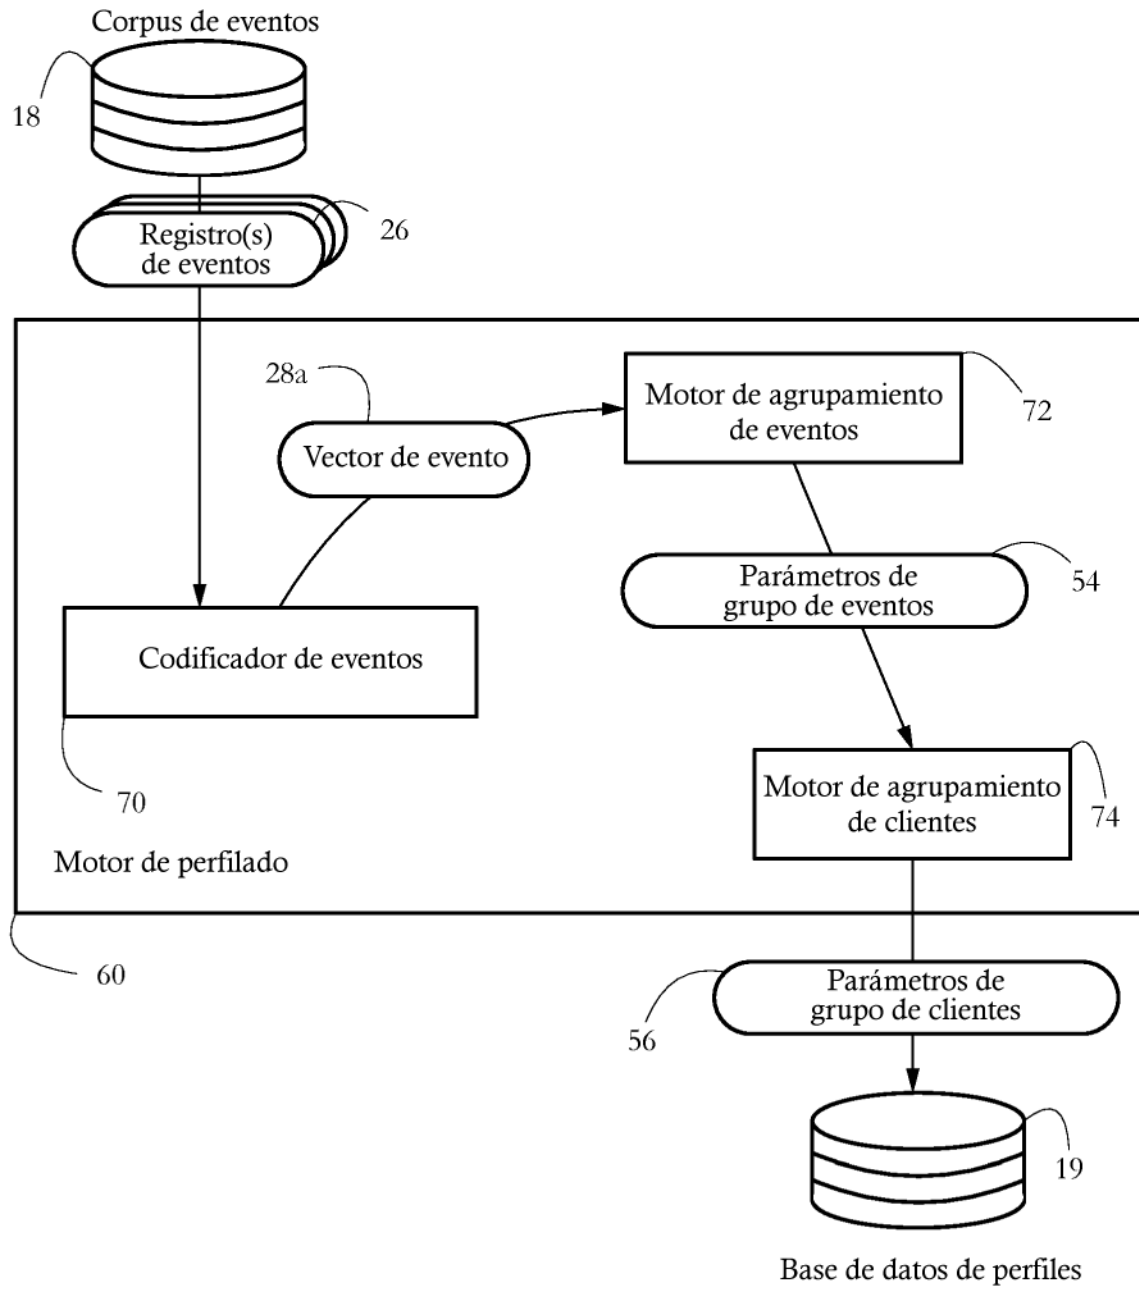 Corpus de eventos
18
Registro(s)
de eventos
26
28a
Vector de evento
Motor de agrupamiento
de eventos
72
Parámetros de
grupo de eventos
54
Codificador de eventos
70
Motor de agrupamiento
de clientes
74
Motor de perfilado
60
Parámetros de
grupo de clientes
56
19
Base de datos de perfiles